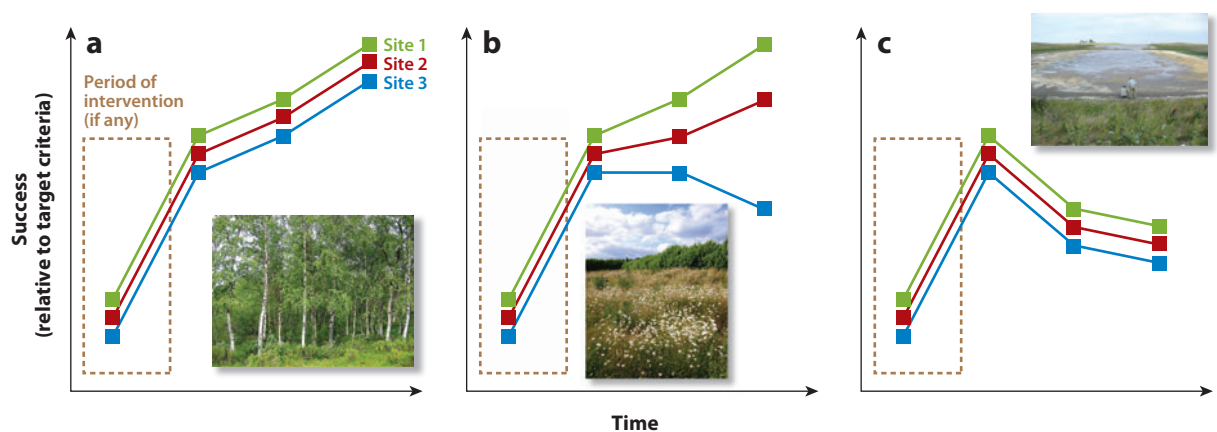 a
Site 1
Site 2
Site 3
Period of
intervention
(if any)
b
c
Success
(relative to target criteria)
Time